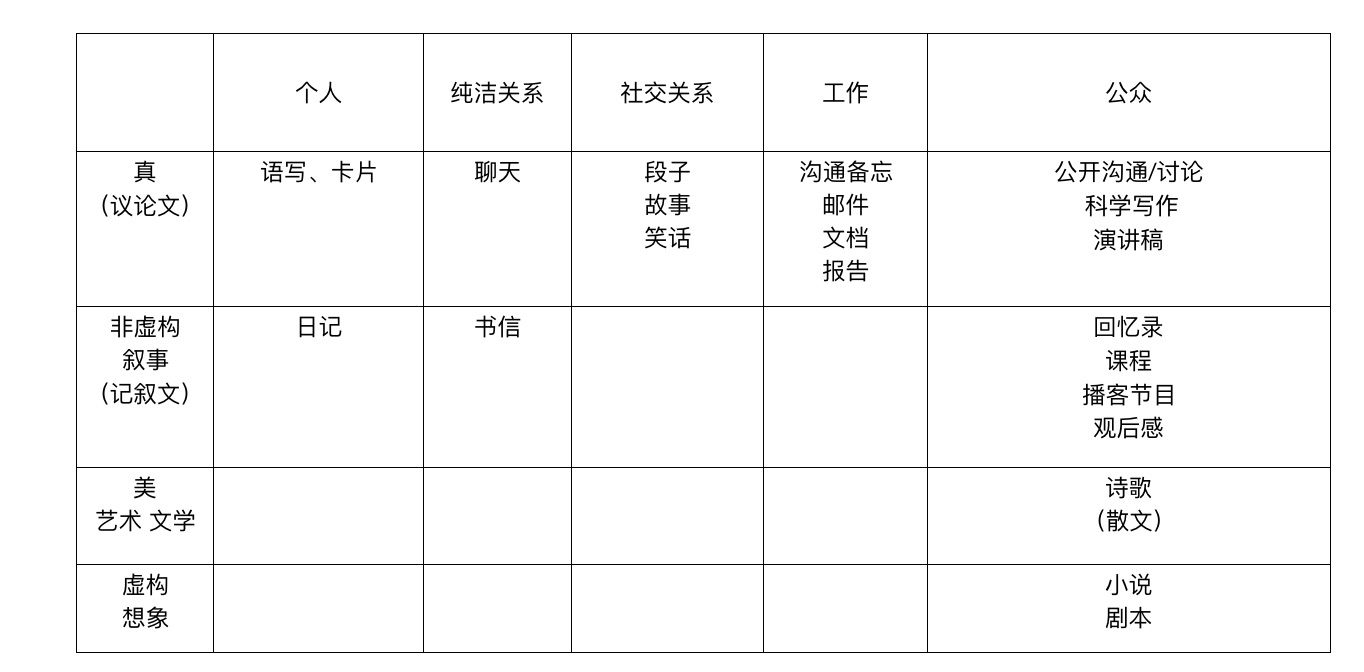 个人 纯洁关系 社交关系 工作 公众
真 语写、卡片 聊天 段子 沟通备忘 公开沟通/讨论
（议论文） 故事 邮件 科学写作
笑话 文档 演讲稿
报告
非虚构 日记 书信 回忆录
叙事 课程
（记叙文） 播客节目
观后感
美 诗歌
艺术 文学 （散文）
虚构 小说
想象 剧本